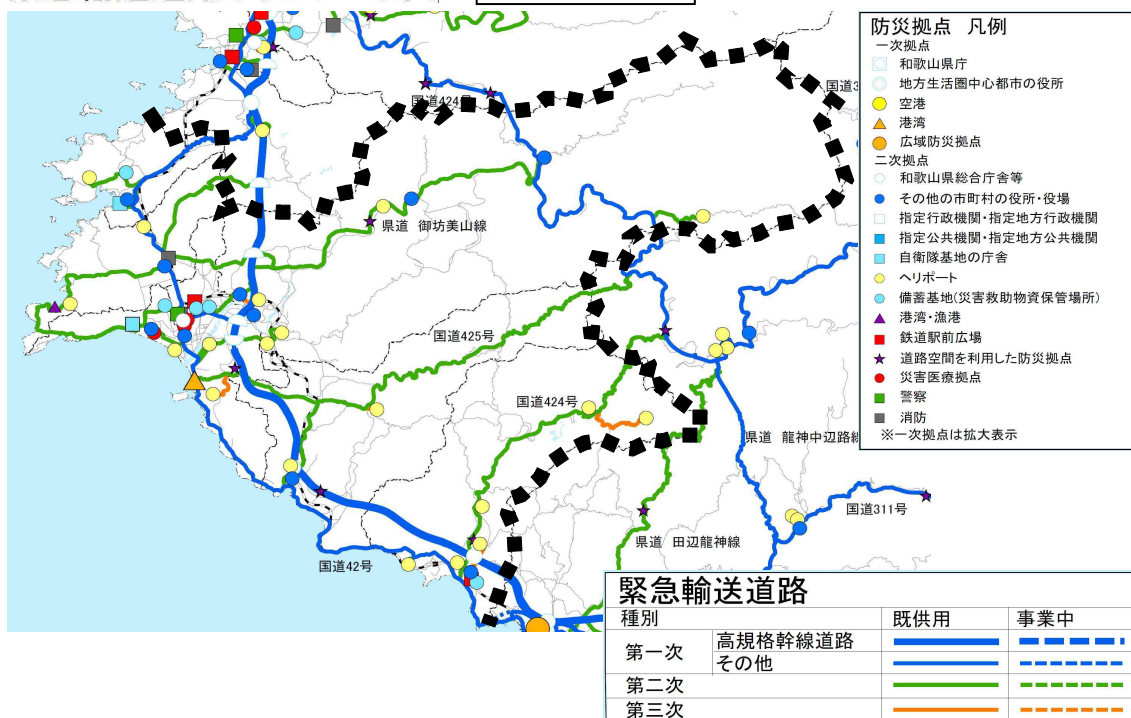 防災拠点 凡例
一次拠点
和歌山県庁
地方生活圏中心都市の役所
空港
港湾
広域防災拠点
二次拠点
和歌山県総合庁舎等
その他の市町村の役所・役場
指定行政機関・指定地方行政機関
指定公共機関・指定地方公共機関
自衛隊基地の庁舎
ヘリポート
備蓄基地(災害救助物資保管場所)
港湾・漁港
鉄道駅前広場
道路空間を利用した防災拠点
災害医療拠点
警察
消防
※一次拠点は拡大表示
国道424号
国道3
県道 御坊美山線
国道425号
国道424号
県道 龍神中辺路線
国道311号
県道 田辺龍神線
国道42号
緊急輸送道路
種別 既供用 事業中
第一次 高規格幹線道路
その他
第二次
第三次